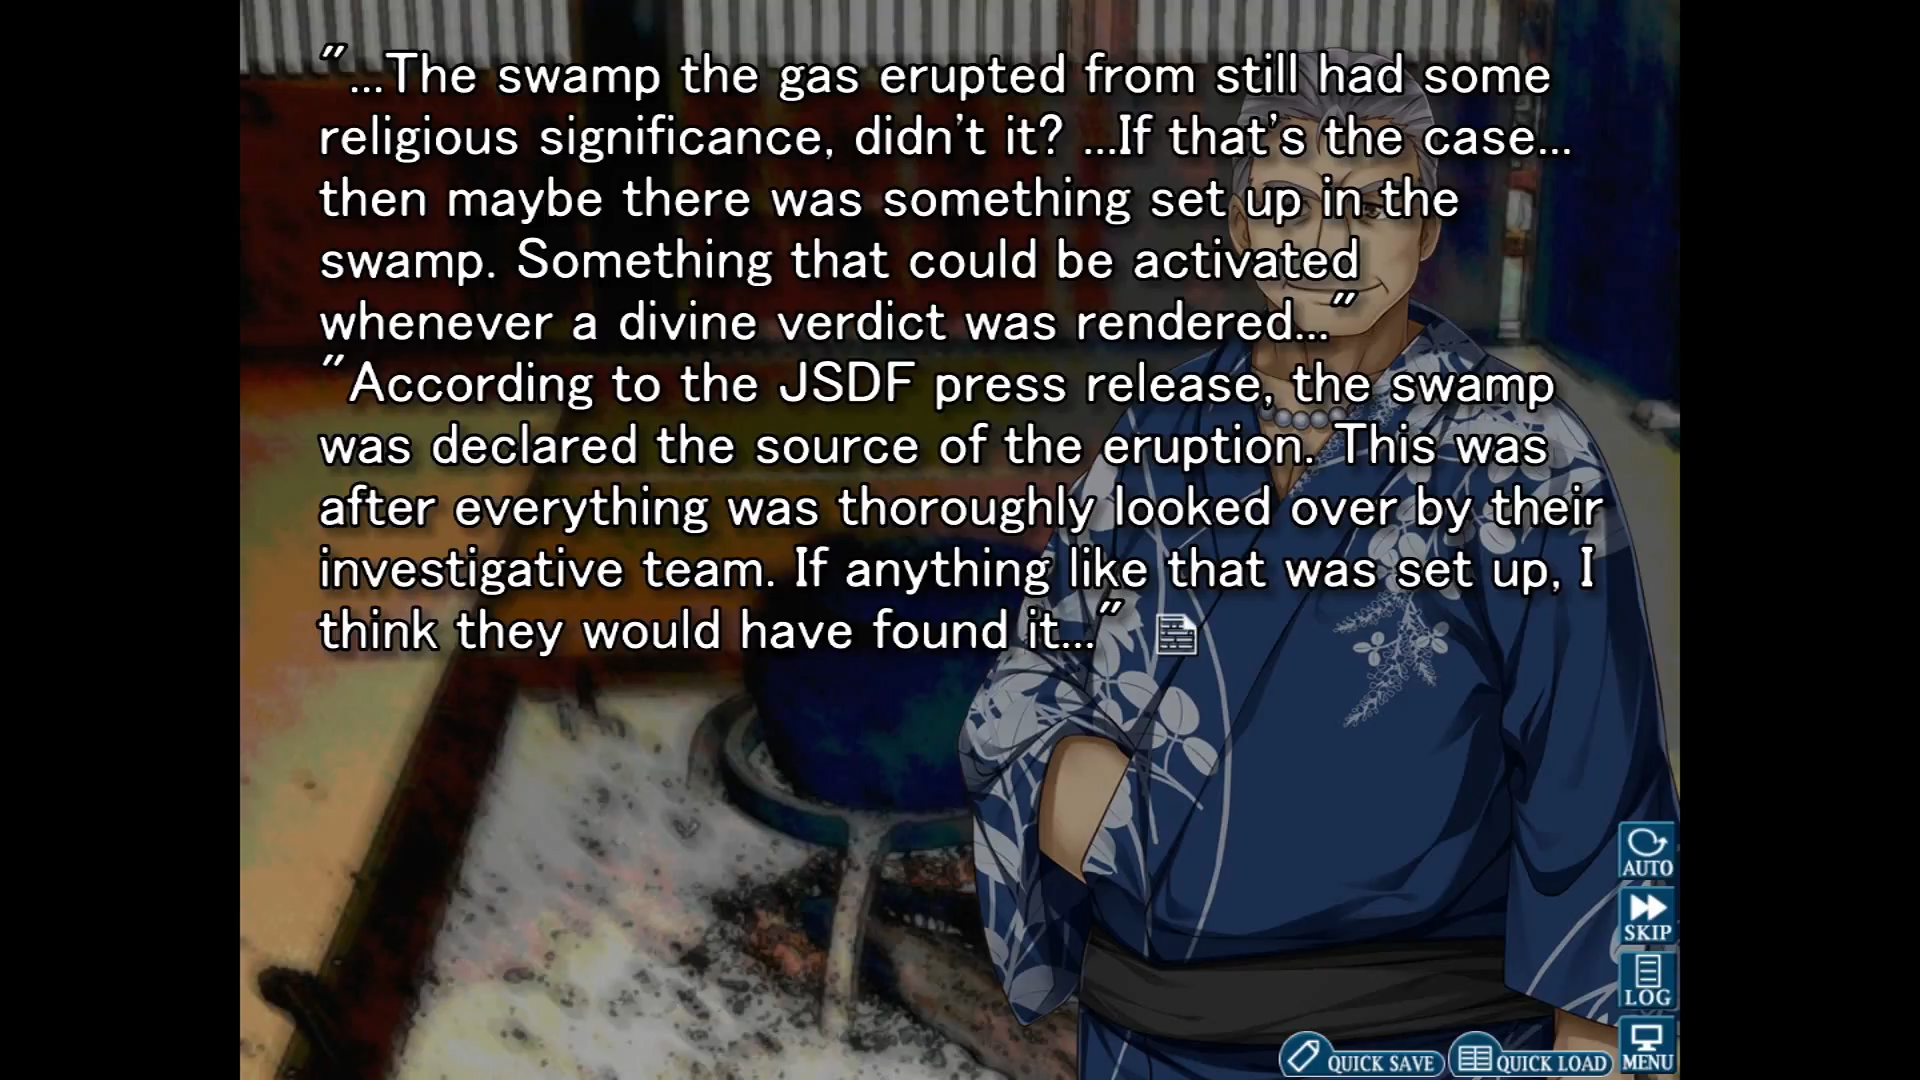 "...The swamp the gas erupted from still had some
religious significance, didn't it? ...If that's the case...
then maybe there was something set up in the
swamp. Something that could be activated
whenever a divine verdict was rendered..."
"According to the JSDF press release, the swamp
was declared the source of the eruption. This was
after everything was thoroughly looked over by their
investigative team. If anything like that was set up, I
think they would have found it..."
AUTO
SKIP
LOG
MENU
QUICK SAVE
QUICK LOAD